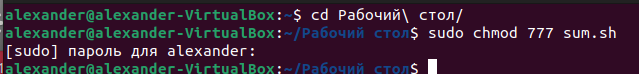 alexander@alexander-VirtualBox:~$ cd Рабочий\ стол/
alexander@alexander-VirtualBox:~/Рабочий стол$ sudo chmod 777 sum.sh
[sudo] пароль для alexander:
alexander@alexander-VirtualBox:~/Рабочий стол$